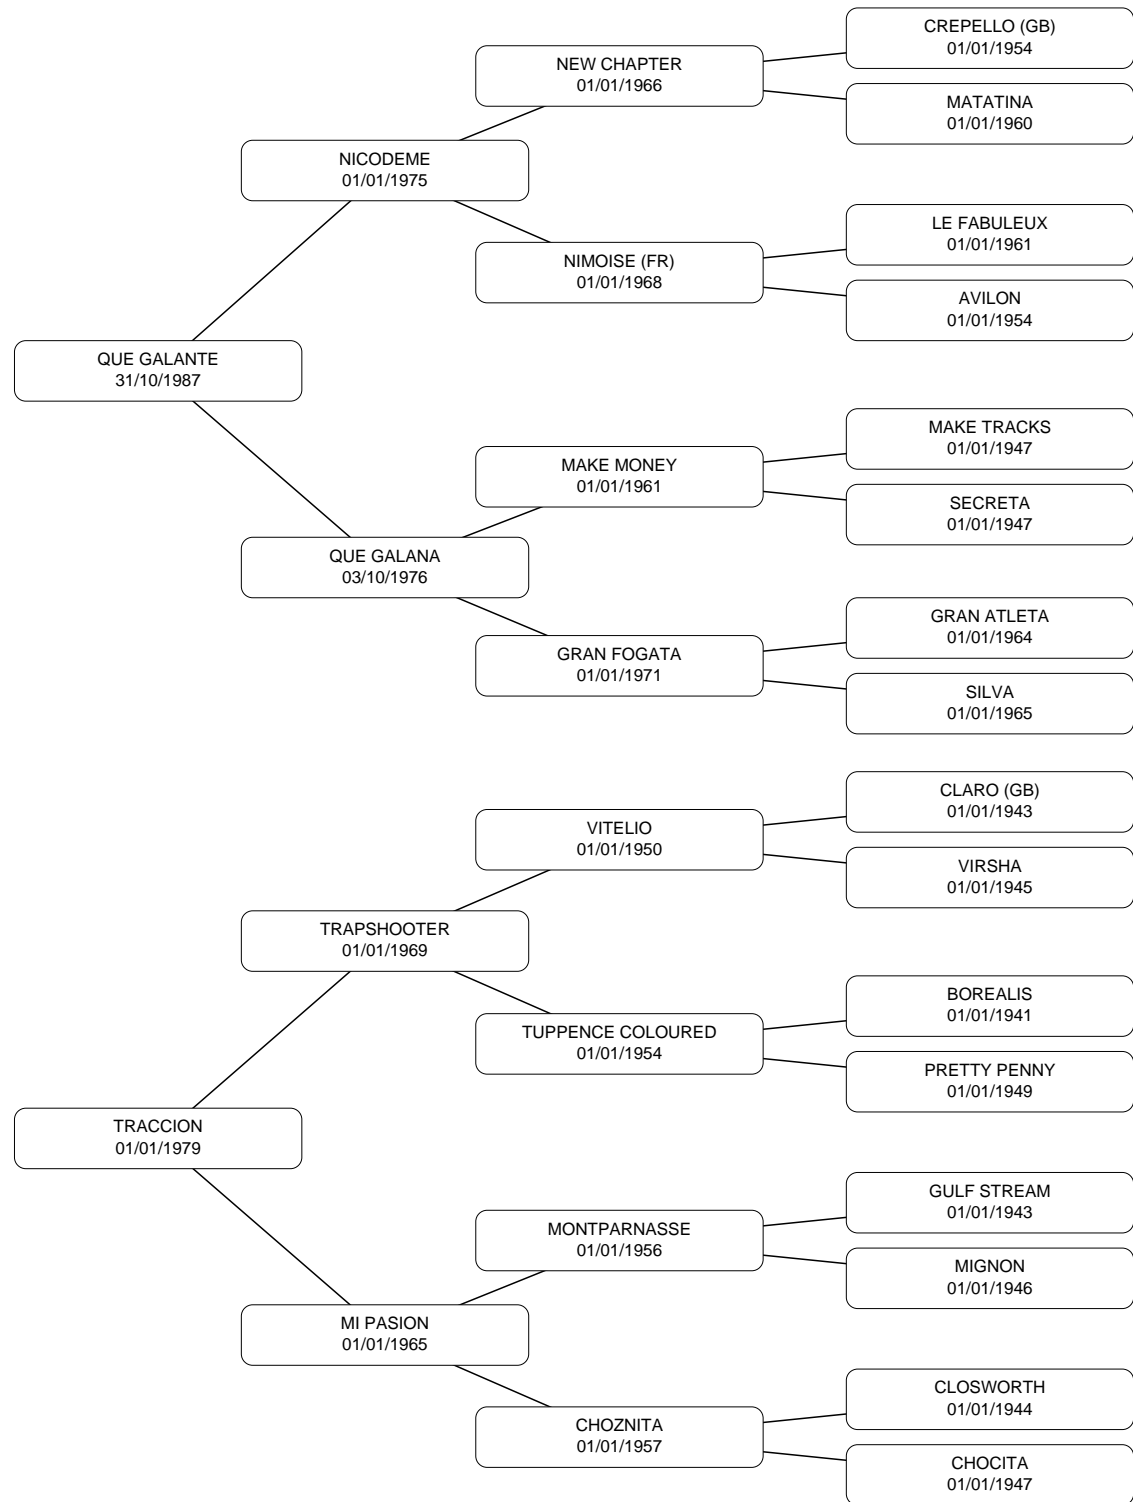 CREPELLO (GB)
01/01/1954
NEW CHAPTER
01/01/1966
MATATINA
01/01/1960
NICODEME
01/01/1975
LE FABULEUX
01/01/1961
NIMOISE (FR)
01/01/1968
AVILON
01/01/1954
QUE GALANTE
31/10/1987
MAKE TRACKS
01/01/1947
MAKE MONEY
01/01/1961
SECRETA
01/01/1947
QUE GALANA
03/10/1976
GRAN ATLETA
01/01/1964
GRAN FOGATA
01/01/1971
SILVA
01/01/1965
CLARO (GB)
01/01/1943
VITELIO
01/01/1950
VIRSHA
01/01/1945
TRAPSHOOTER
01/01/1969
BOREALIS
01/01/1941
TUPPENCE COLOURED
01/01/1954
PRETTY PENNY
01/01/1949
TRACCION
01/01/1979
GULF STREAM
01/01/1943
MONTPARNASSE
01/01/1956
MIGNON
01/01/1946
MI PASION
01/01/1965
CLOSWORTH
01/01/1944
CHOZNITA
01/01/1957
CHOCITA
01/01/1947